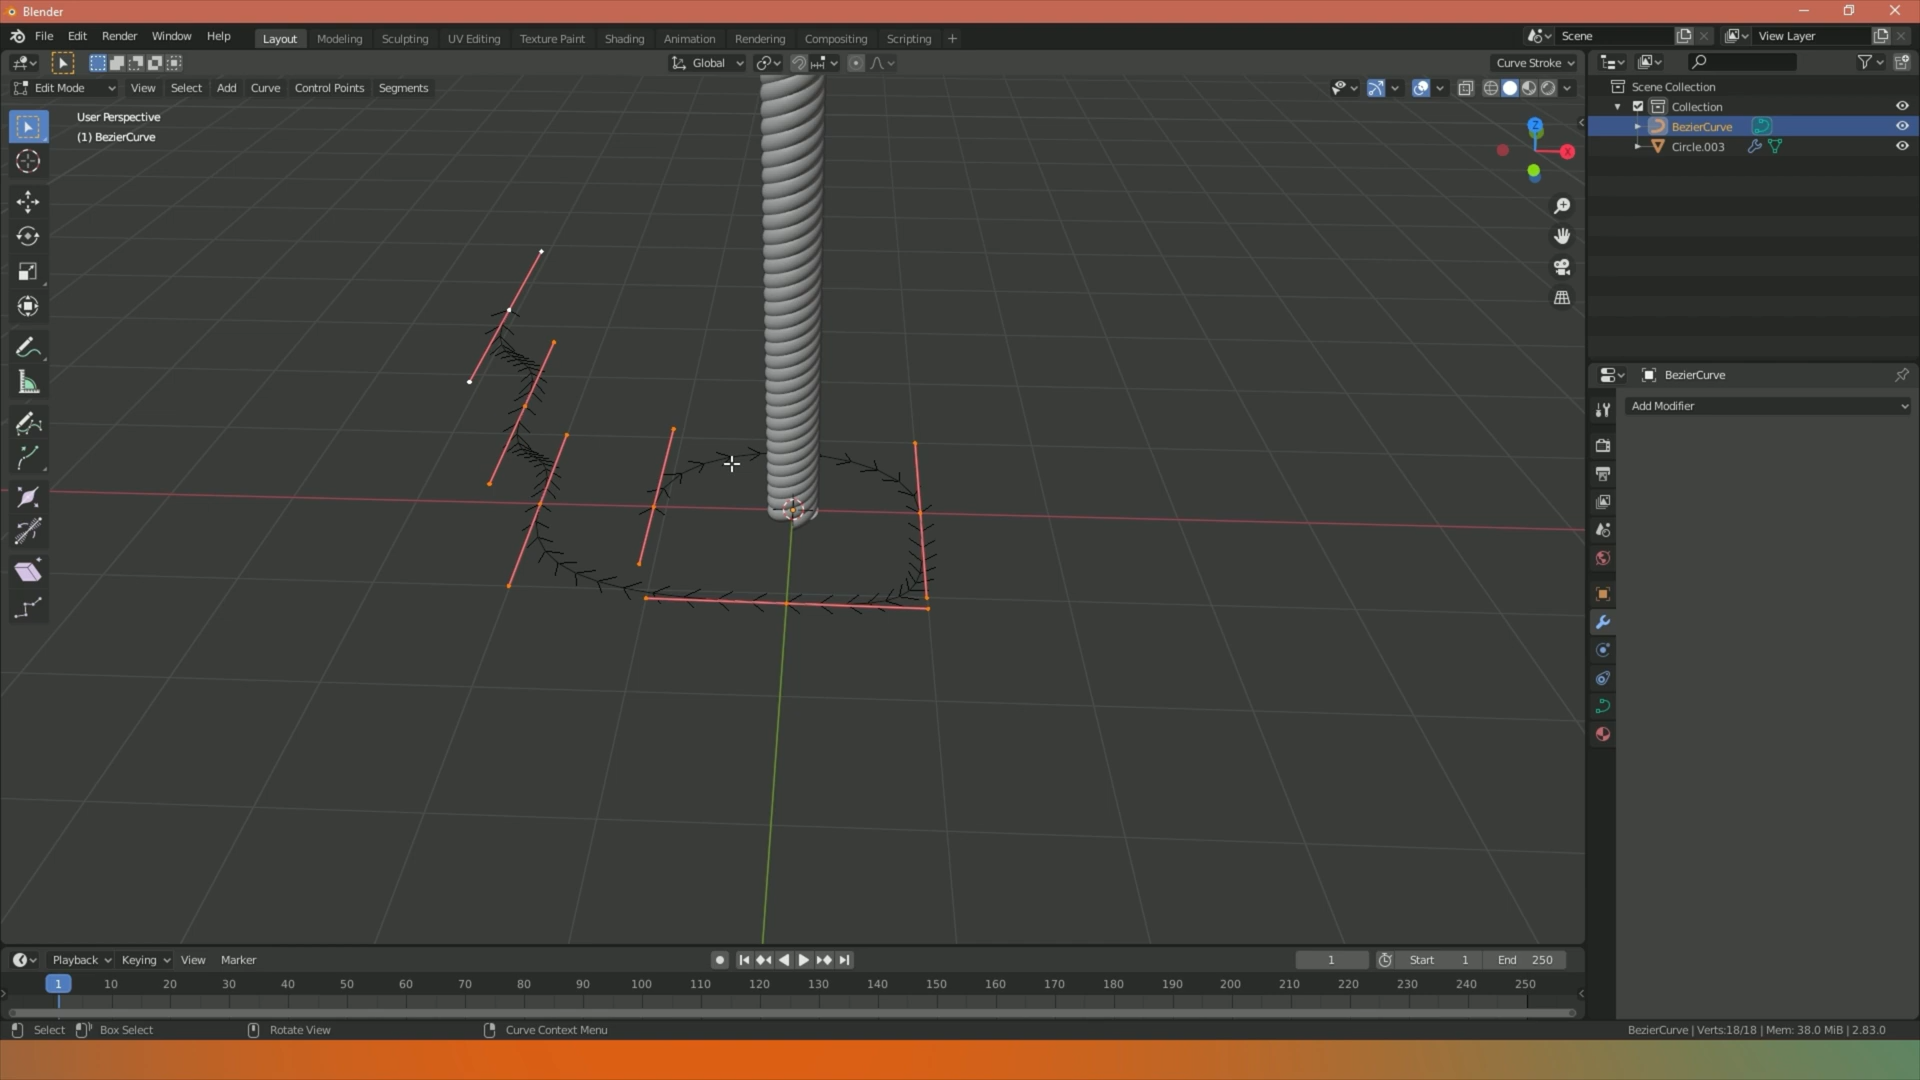 Blender
File Edit Render Window Help Layout Modeling Sculpting UV Editing Texture Paint Shading Animation Rendering Compositing Scripting + Scene View Layer
Global Curve Stroke
Edit Mode View Select Add Curve Control Points Segments
User Perspective
(1) BezierCurve
Z
X
Scene Collection
Collection
BezierCurve
Circle.003
BezierCurve
Add Modifier
Playback Keying View Marker 1 Start 1 End 250
1 10 20 30 40 50 60 70 80 90 100 110 120 130 140 150 160 170 180 190 200 210 220 230 240 250
Select Box Select Rotate View Curve Context Menu BezierCurve | Verts:18/18 | Mem: 38.0 MiB | 2.83.0